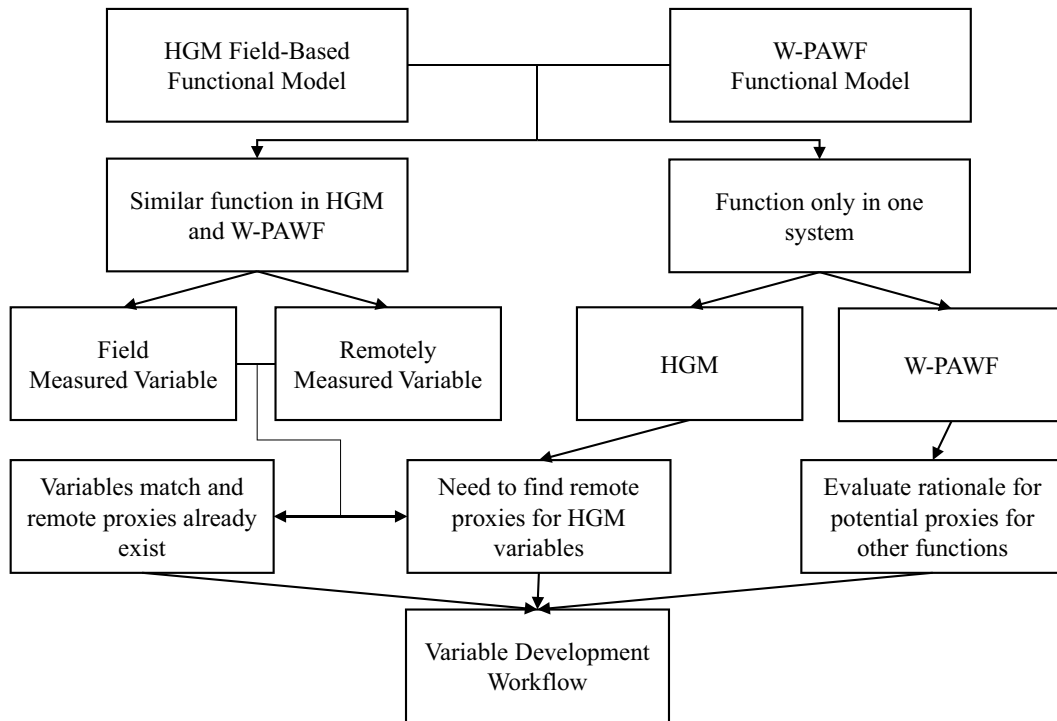 HGM Field-Based
Functional Model
W-PAWF
Functional Model
Similar function in HGM
and W-PAWF
Function only in one
system
Field
Measured Variable
Remotely
Measured Variable
HGM
W-PAWF
Variables match and
remote proxies already
exist
Need to find remote
proxies for HGM
variables
Evaluate rationale for
potential proxies for
other functions
Variable Development
Workflow